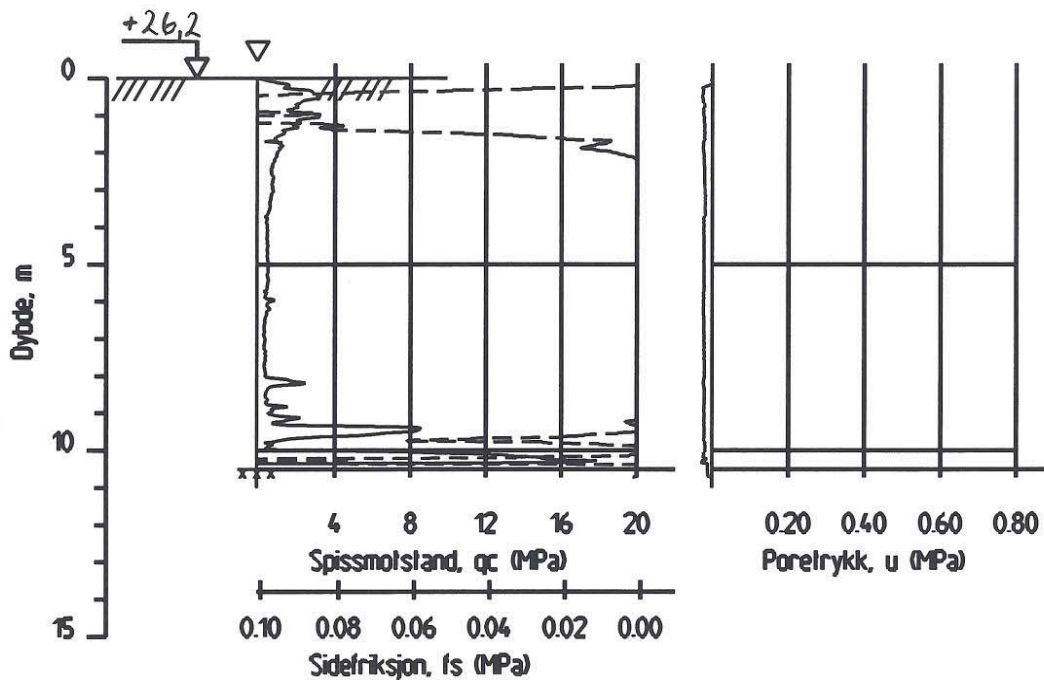 +26,2
0
5
10
15
Dybde, m
4 8 12 16 20
Spissmotstand, qc (MPa)
0.10 0.08 0.06 0.04 0.02 0.00
Sidefriksjon, fs (MPa)
0.20 0.40 0.60 0.80
Poretrykk, u (MPa)